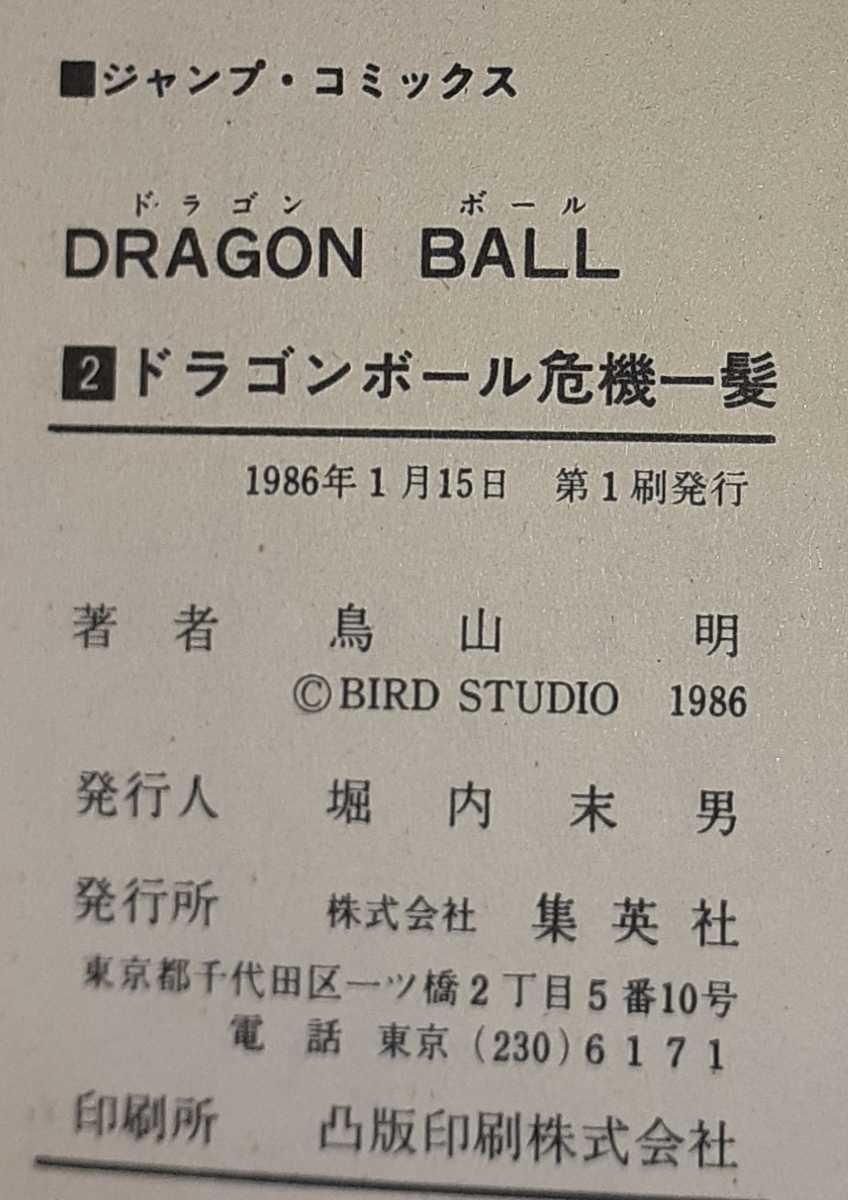 ■ジャンプ・コミックス
ドラゴン ボール
DRAGON BALL
2 ドラゴンボール危機一髪
1986年1月15日 第1刷発行
著者 鳥山明
©BIRD STUDIO 1986
発行人 堀内末男
発行所 株式会社 集英社
東京都千代田区一ツ橋2丁目5番10号
電話 東京(230)6171
印刷所 凸版印刷株式会社